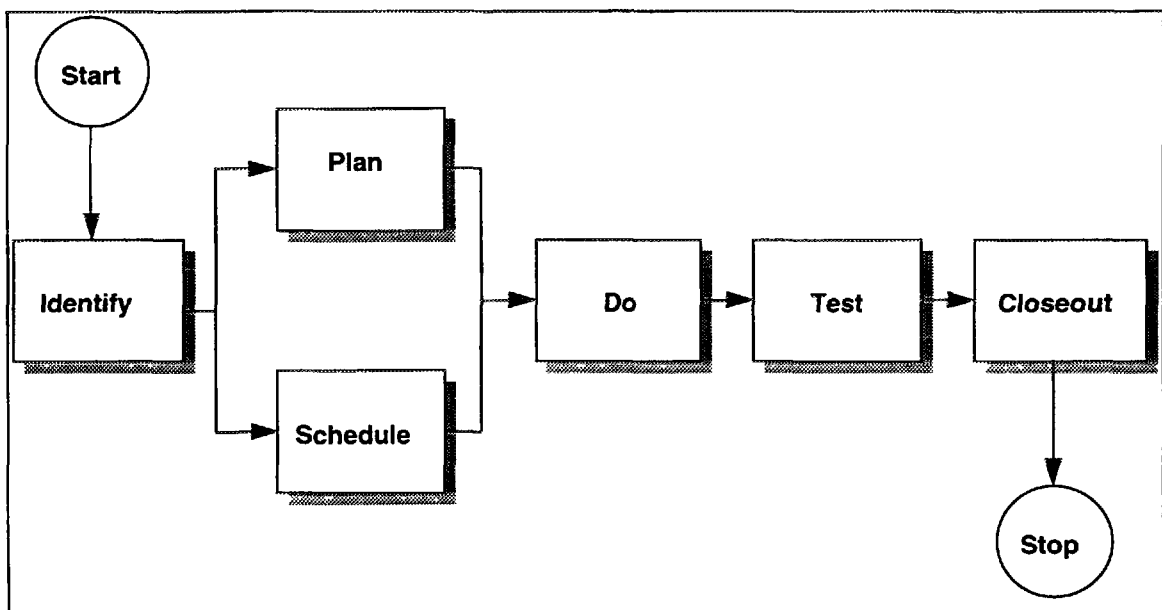 Start
Plan
Identify
Do
Test
Closeout
Schedule
Stop